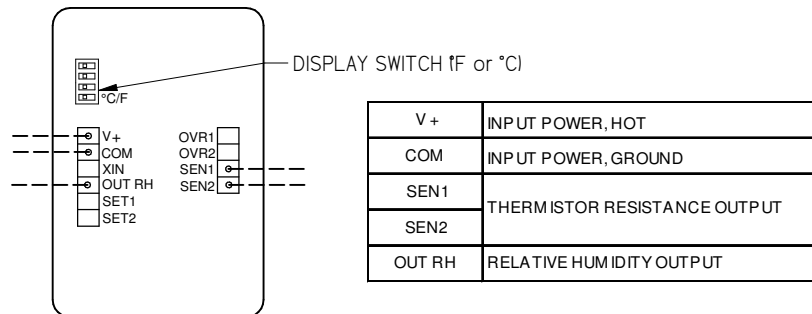 DISPLAY SWITCH °F or °C)
°C/F
V+
COM
XIN
OUT RH
SET1
SET2
OVR1
OVR2
SEN1
SEN2
V + INPUT POWER, HOT
COM INPUT POWER, GROUND
SEN1
THERMISTOR RESISTANCE OUTPUT
SEN2
OUT RH RELATIVE HUMIDITY OUTPUT